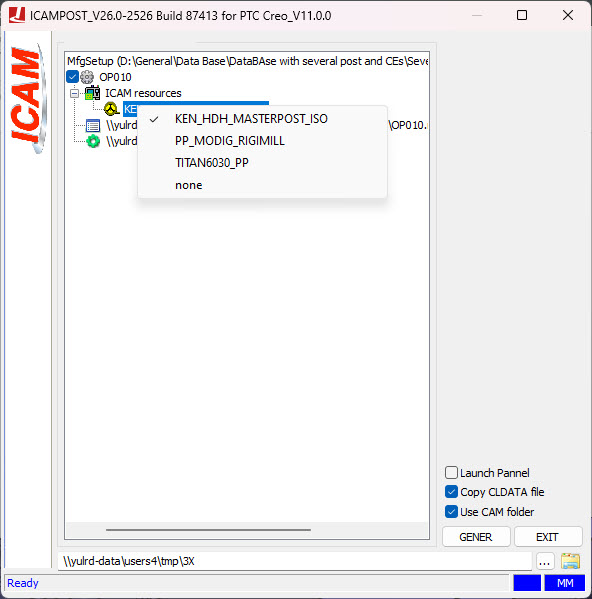 ICAMPOST_V26.0-2526 Build 87413 for PTC Creo_V11.0.0
ICAM
MfgSetup (D:\General\Data Base\DataBAse with several post and CEs\Seve
OP010
ICAM resources
KE
\\yulrd
\OP010.
\\yulrd
KEN_HDH_MASTERPOST_ISO
PP_MODIG_RIGIMILL
TITAN6030_PP
none
Launch Pannel
Copy CLDATA file
Use CAM folder
GENER EXIT
\\yulrd-data\users4\tmp\3X ...
Ready MM